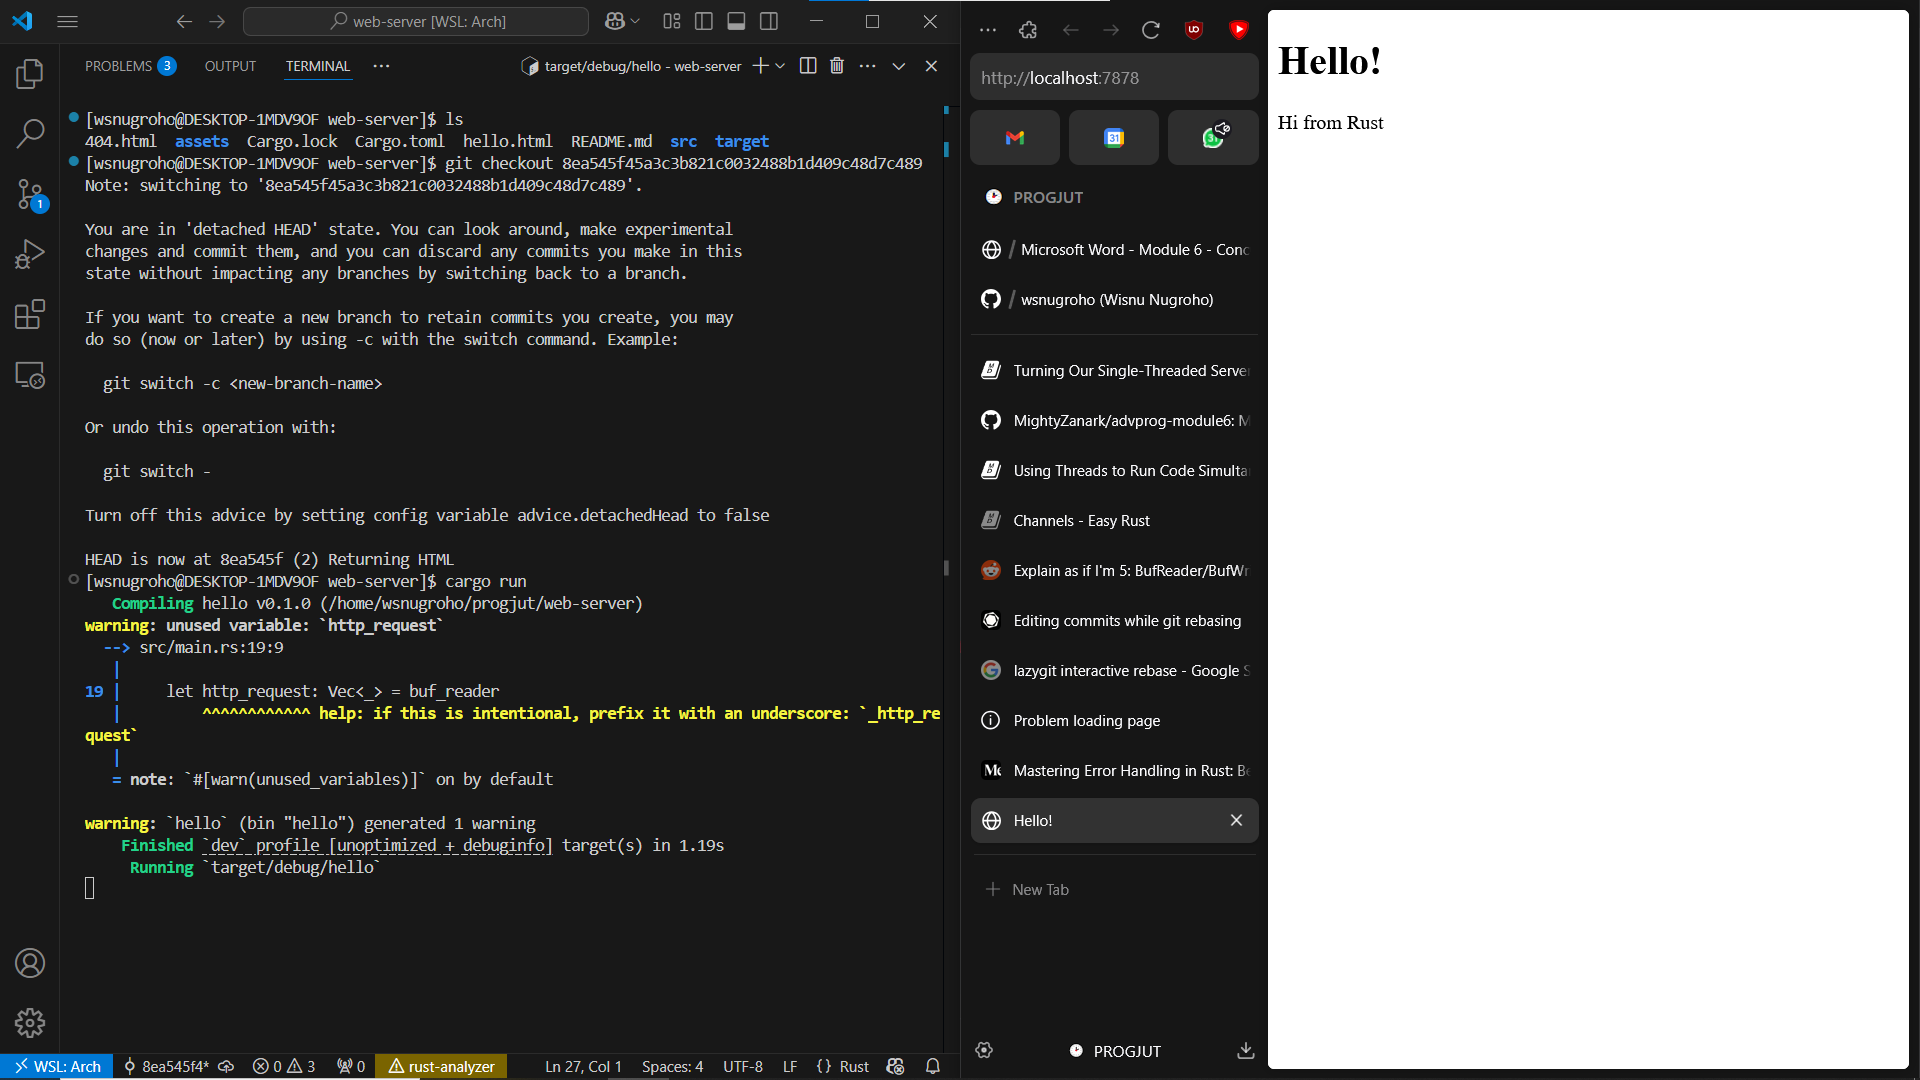 web-server [WSL: Arch]
PROBLEMS 3 OUTPUT TERMINAL ··· target/debug/hello - web-server
[wsnugroho@DESKTOP-1MDV9OF web-server]$ ls
404.html assets Cargo.lock Cargo.toml hello.html README.md src target
[wsnugroho@DESKTOP-1MDV9OF web-server]$ git checkout 8ea545f45a3c3b821c0032488b1d409c48d7c489
Note: switching to '8ea545f45a3c3b821c0032488b1d409c48d7c489'.
You are in 'detached HEAD' state. You can look around, make experimental
changes and commit them, and you can discard any commits you make in this
state without impacting any branches by switching back to a branch.
If you want to create a new branch to retain commits you create, you may
do so (now or later) by using -c with the switch command. Example:
git switch -c <new-branch-name>
Or undo this operation with:
git switch -
Turn off this advice by setting config variable advice.detachedHead to false
HEAD is now at 8ea545f (2) Returning HTML
[wsnugroho@DESKTOP-1MDV9OF web-server]$ cargo run
Compiling hello v0.1.0 (/home/wsnugroho/progjut/web-server)
warning: unused variable: `http_request`
--> src/main.rs:19:9
|
19 | let http_request: Vec<_> = buf_reader
| ^^^^^^^^^^^^ help: if this is intentional, prefix it with an underscore: `_http_re
quest`
|
= note: `#[warn(unused_variables)]` on by default
warning: `hello` (bin "hello") generated 1 warning
Finished `dev` profile [unoptimized + debuginfo] target(s) in 1.19s
Running `target/debug/hello`
1
WSL: Arch 8ea545f4* 0 3 0 rust-analyzer Ln 27, Col 1 Spaces: 4 UTF-8 LF {} Rust
http://localhost:7878
31
PROGJUT
/ Microsoft Word - Module 6 - Conc
/ wsnugroho (Wisnu Nugroho)
Turning Our Single-Threaded Server
MightyZanark/advprog-module6: M
Using Threads to Run Code Simulta
Channels - Easy Rust
Explain as if I'm 5: BufReader/BufWr
Editing commits while git rebasing
lazygit interactive rebase - Google S
Problem loading page
Mastering Error Handling in Rust: Be
Hello!
New Tab
PROGJUT
Hello!
Hi from Rust